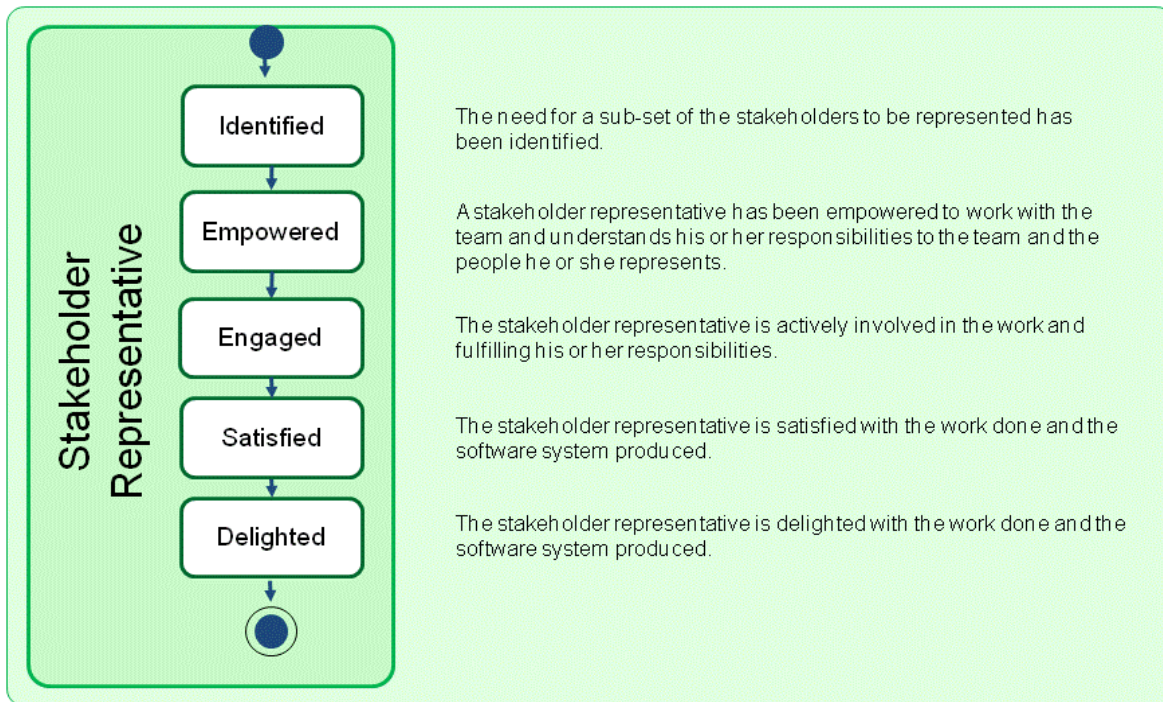 Stakeholder
Representative
Identified
The need for a sub-set of the stakeholders to be represented has
been identified.
Empowered
A stakeholder representative has been empowered to work with the
team and understands his or her responsibilities to the team and the
people he or she represents.
Engaged
The stakeholder representative is actively involved in the work and
fulfilling his or her responsibilities.
Satisfied
The stakeholder representative is satisfied with the work done and the
software system produced.
Delighted
The stakeholder representative is delighted with the work done and the
software system produced.